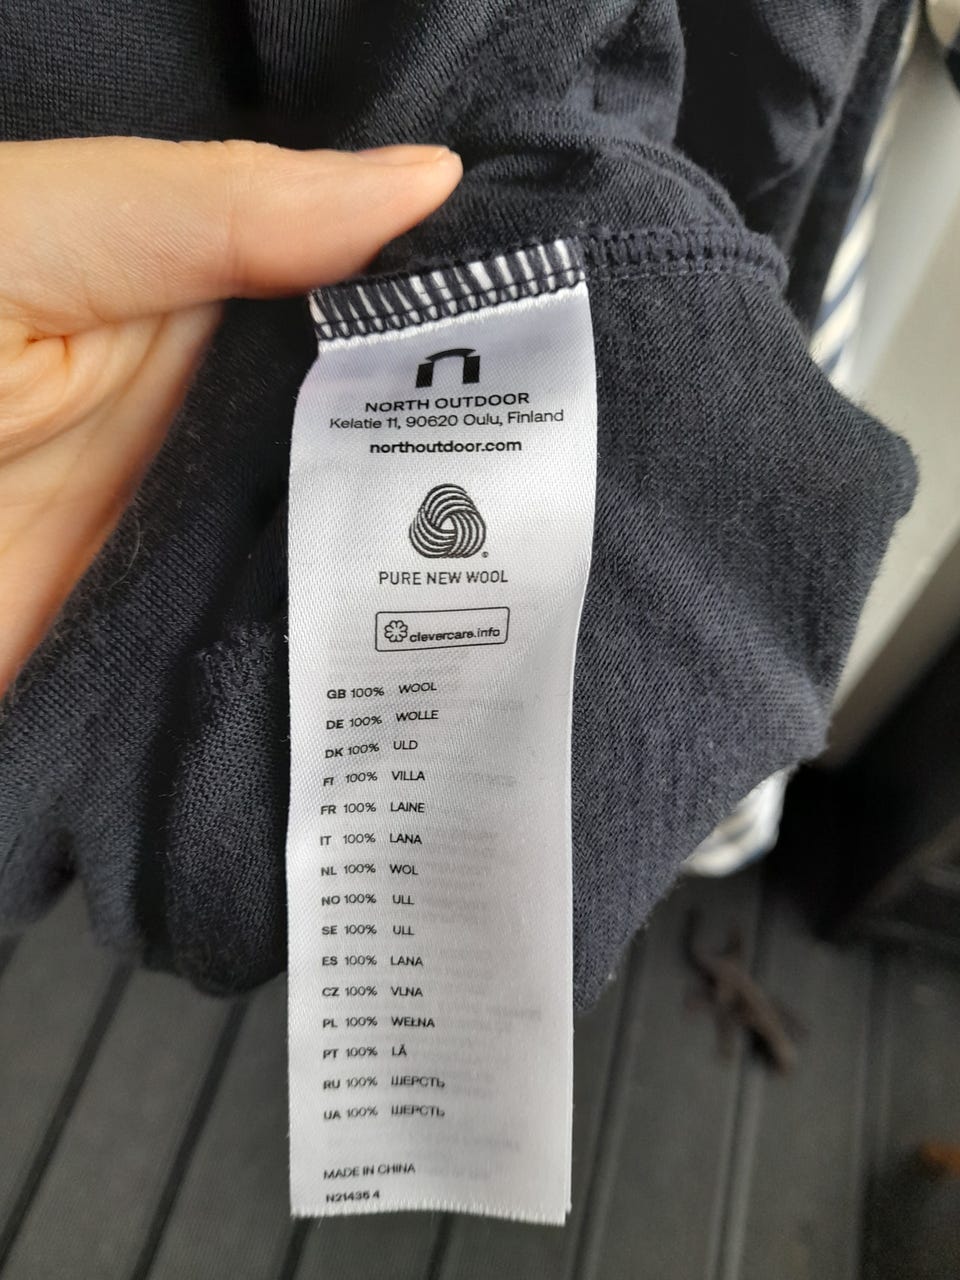 NORTH OUTDOOR
Kelatie 11, 90620 Oulu, Finland
northoutdoor.com
PURE NEW WOOL
clevercare.info
GB 100% WOOL
DE 100% WOLLE
DK 100% ULD
FI 100% VILLA
FR 100% LAINE
IT 100% LANA
NL 100% WOL
NO 100% ULL
SE 100% ULL
ES 100% LANA
CZ 100% VLNA
PL 100% WEŁNA
PT 100% LÃ
RU 100% ШЕРСТЬ
UA 100% ШЕРСТЬ
MADE IN CHINA
N21436 4